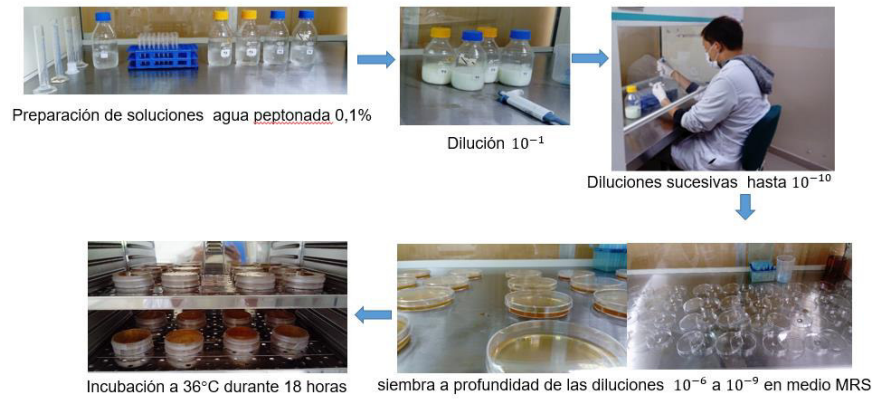 Preparación de soluciones agua peptonada 0,1%
Dilución 10⁻¹
Diluciones sucesivas hasta 10⁻¹⁰
siembra a profundidad de las diluciones 10⁻⁶ a 10⁻⁹ en medio MRS
Incubación a 36°C durante 18 horas